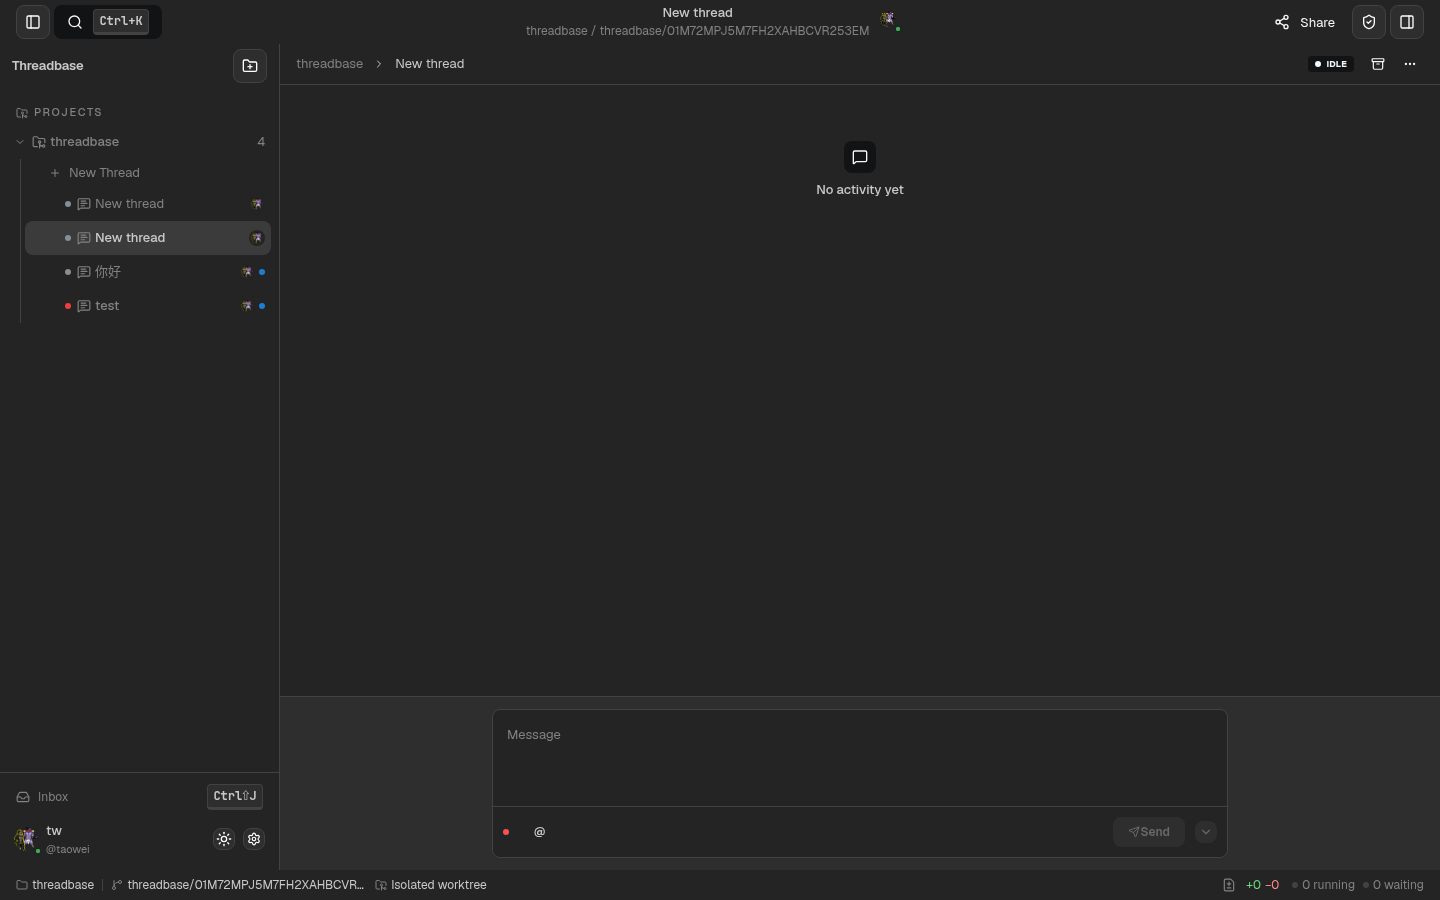 Ctrl+K
New thread
threadbase / threadbase/01M72MPJ5M7FH2XAHBCVR253EM
Share
Threadbase
threadbase > New thread
IDLE
PROJECTS
threadbase 4
New Thread
New thread
New thread
你好
test
No activity yet
Message
@
Send
Inbox
Ctrl⇧J
tw
@taowei
threadbase
threadbase/01M72MPJ5M7FH2XAHBCVR…
Isolated worktree
+0 −0
0 running
0 waiting